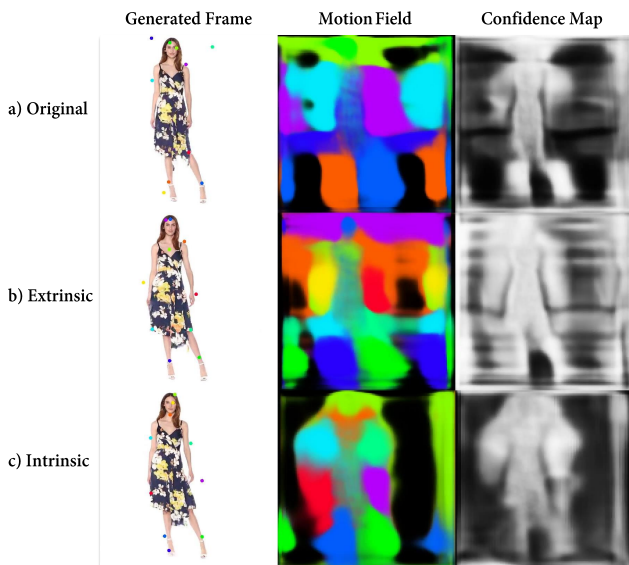 Generated Frame Motion Field Confidence Map
a) Original
b) Extrinsic
c) Intrinsic